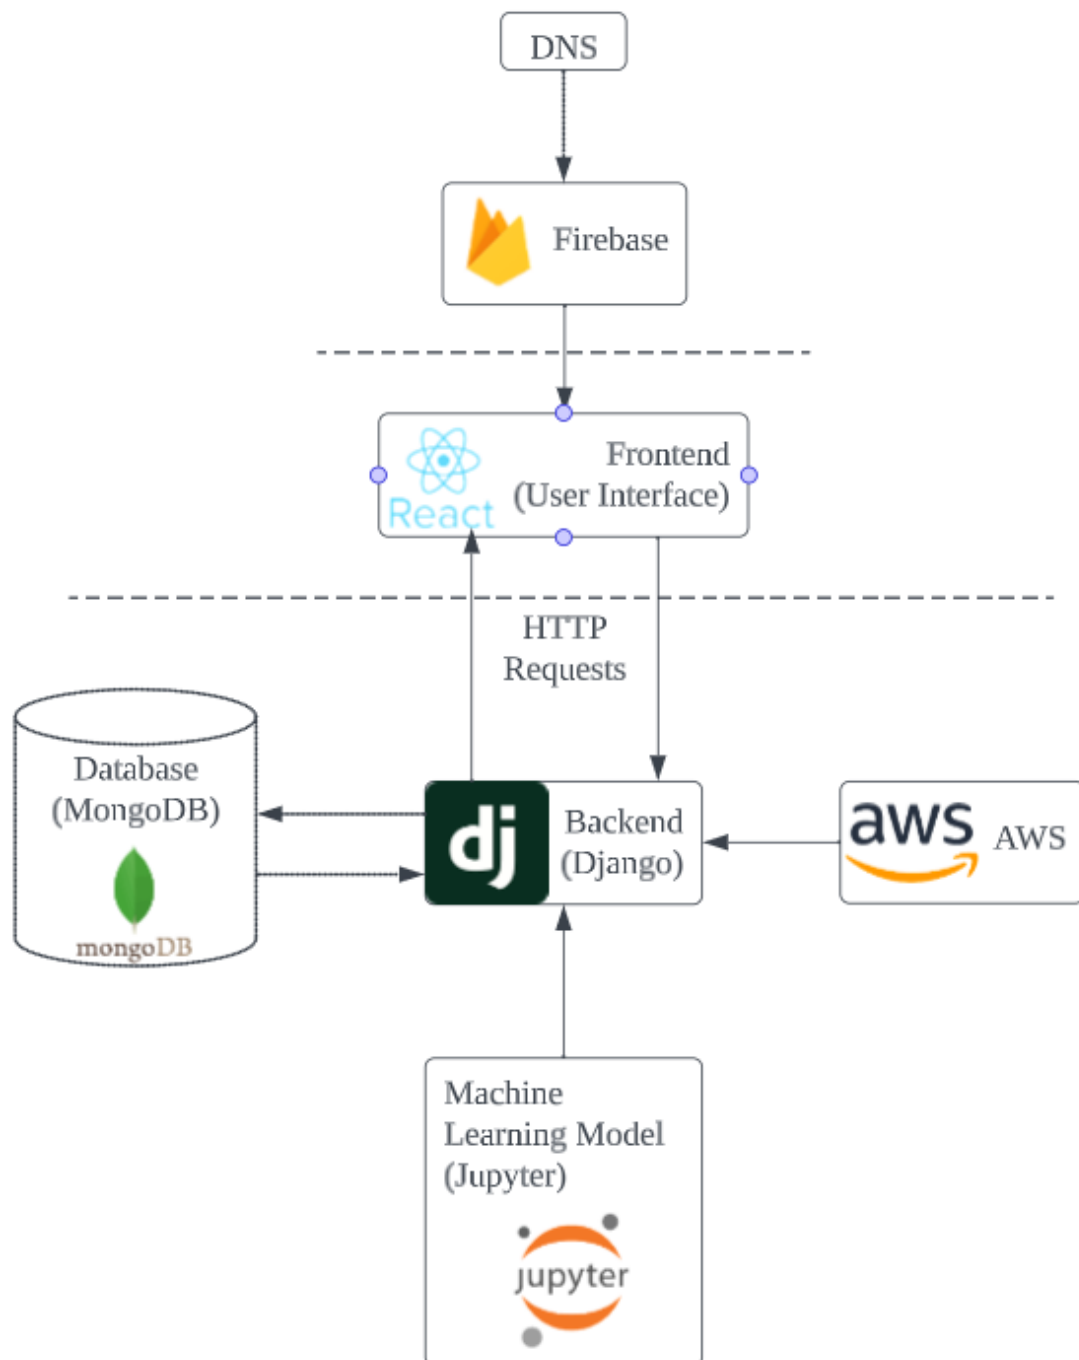 DNS
Firebase
Frontend
(User Interface)
React
HTTP
Requests
Database
(MongoDB)
mongoDB
dj
Backend
(Django)
aws
AWS
Machine
Learning Model
(Jupyter)
jupyter